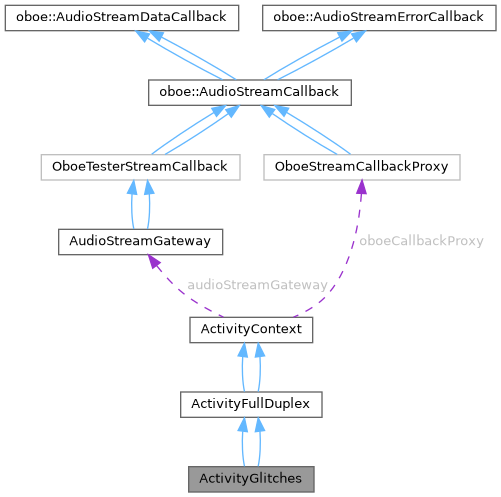 oboe::AudioStreamDataCallback
oboe::AudioStreamErrorCallback
oboe::AudioStreamCallback
OboeTesterStreamCallback
OboeStreamCallbackProxy
AudioStreamGateway
oboeCallbackProxy
audioStreamGateway
ActivityContext
ActivityFullDuplex
ActivityGlitches